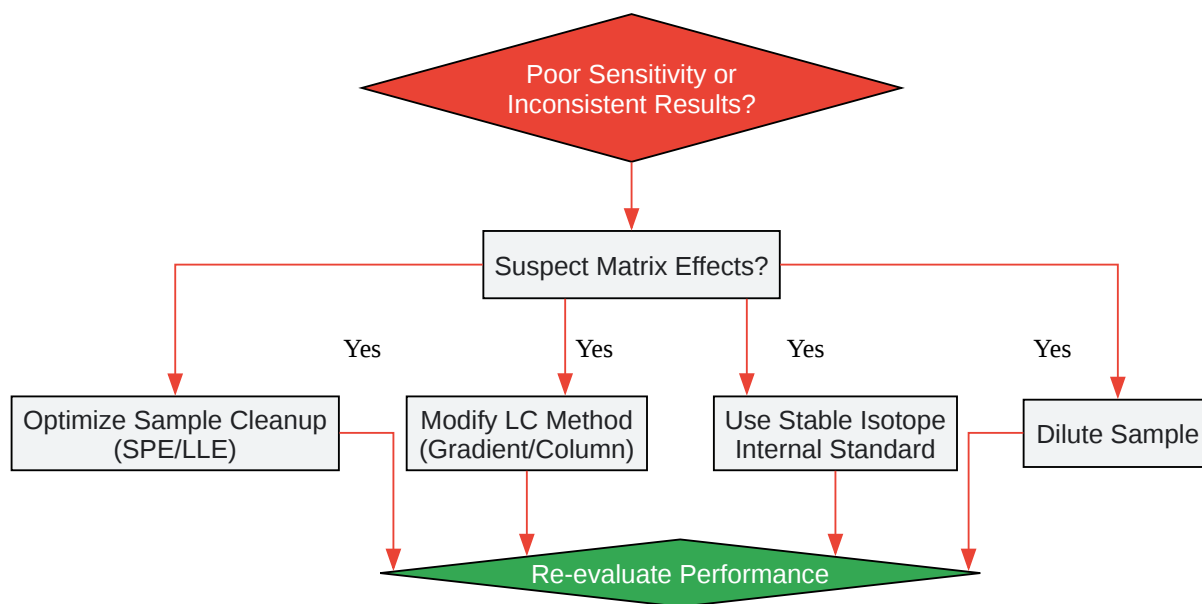 Poor Sensitivity or
Inconsistent Results?
Suspect Matrix Effects?
Yes
Yes
Yes
Yes
Optimize Sample Cleanup
(SPE/LLE)
Modify LC Method
(Gradient/Column)
Use Stable Isotope
Internal Standard
Dilute Sample
Re-evaluate Performance